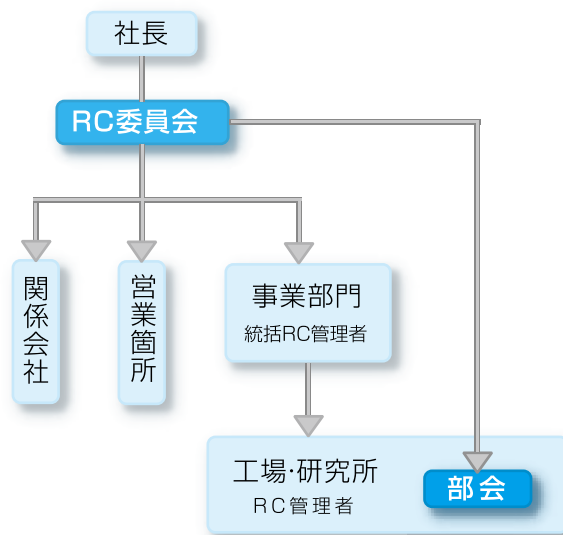 社長
RC委員会
関係会社
営業箇所
事業部門
統括RC管理者
工場·研究所
RC管理者
部会